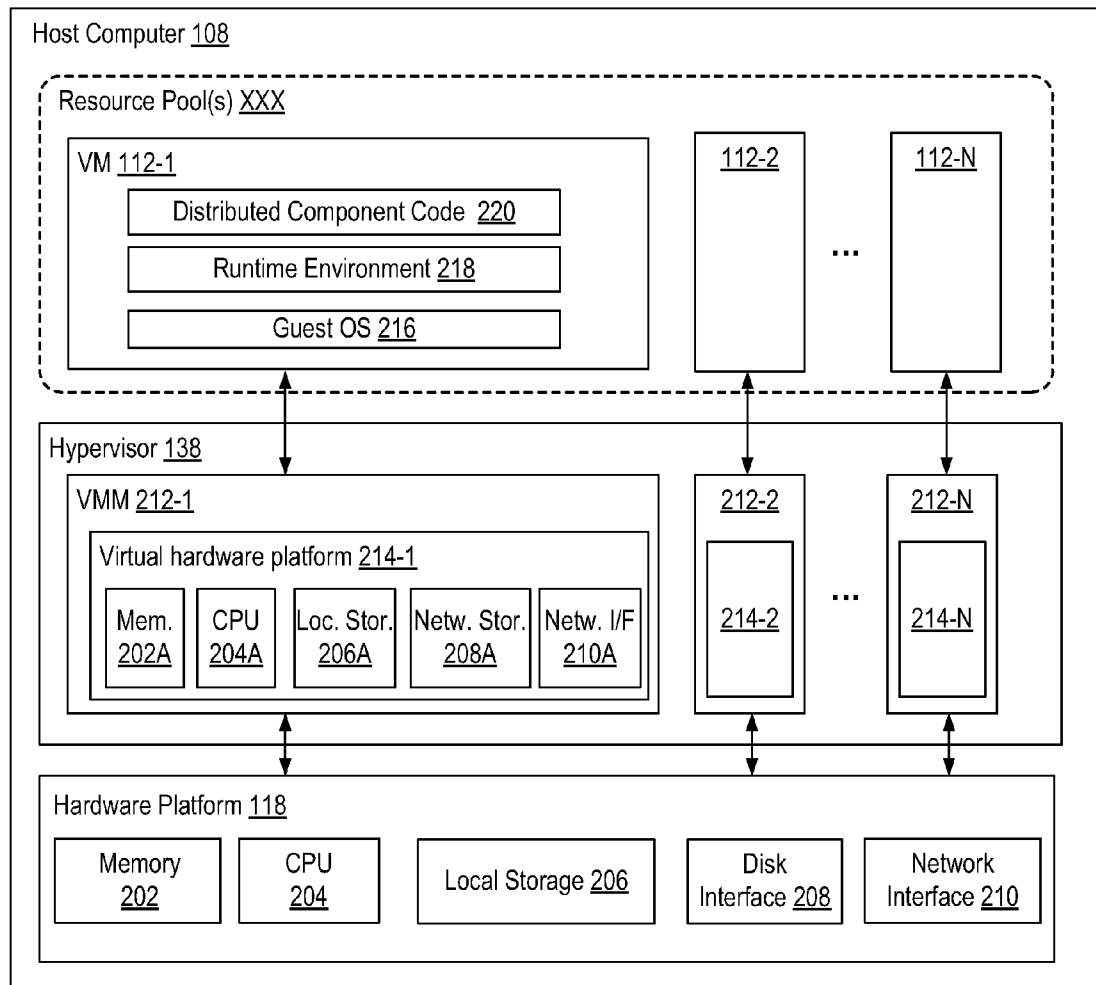 Host Computer 108
Resource Pool(s) XXX
VM 112-1
Distributed Component Code 220
Runtime Environment 218
Guest OS 216
112-2
...
112-N
Hypervisor 138
VMM 212-1
Virtual hardware platform 214-1
Mem.
202A
CPU
204A
Loc. Stor.
206A
Netw. Stor.
208A
Netw. I/F
210A
212-2
214-2
...
212-N
214-N
Hardware Platform 118
Memory
202
CPU
204
Local Storage 206
Disk
Interface 208
Network
Interface 210